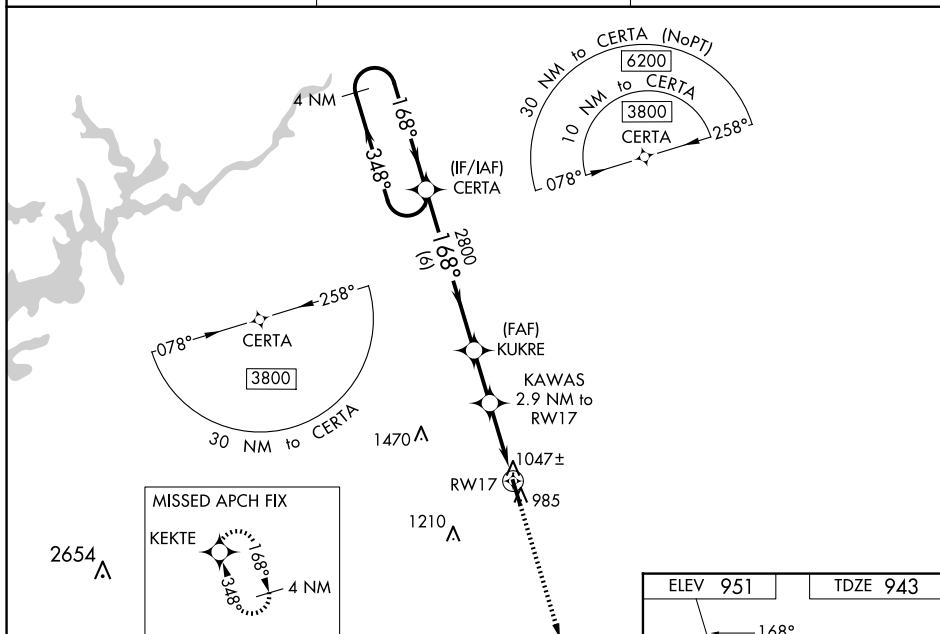 30 NM to CERTA (NoPT)
6200
10 NM to CERTA
3800
CERTA
078°
258°
4 NM
168°
348°
(IF/IAF)
CERTA
2800
168°
(6)
258°
078°
CERTA
3800
30 NM to CERTA
(FAF)
KUKRE
KAWAS
2.9 NM to
RW17
1470
1047±
RW17
985
1210
2654
MISSED APCH FIX
KEKTE
168°
348°
4 NM
ELEV 951
TDZE 943
168°